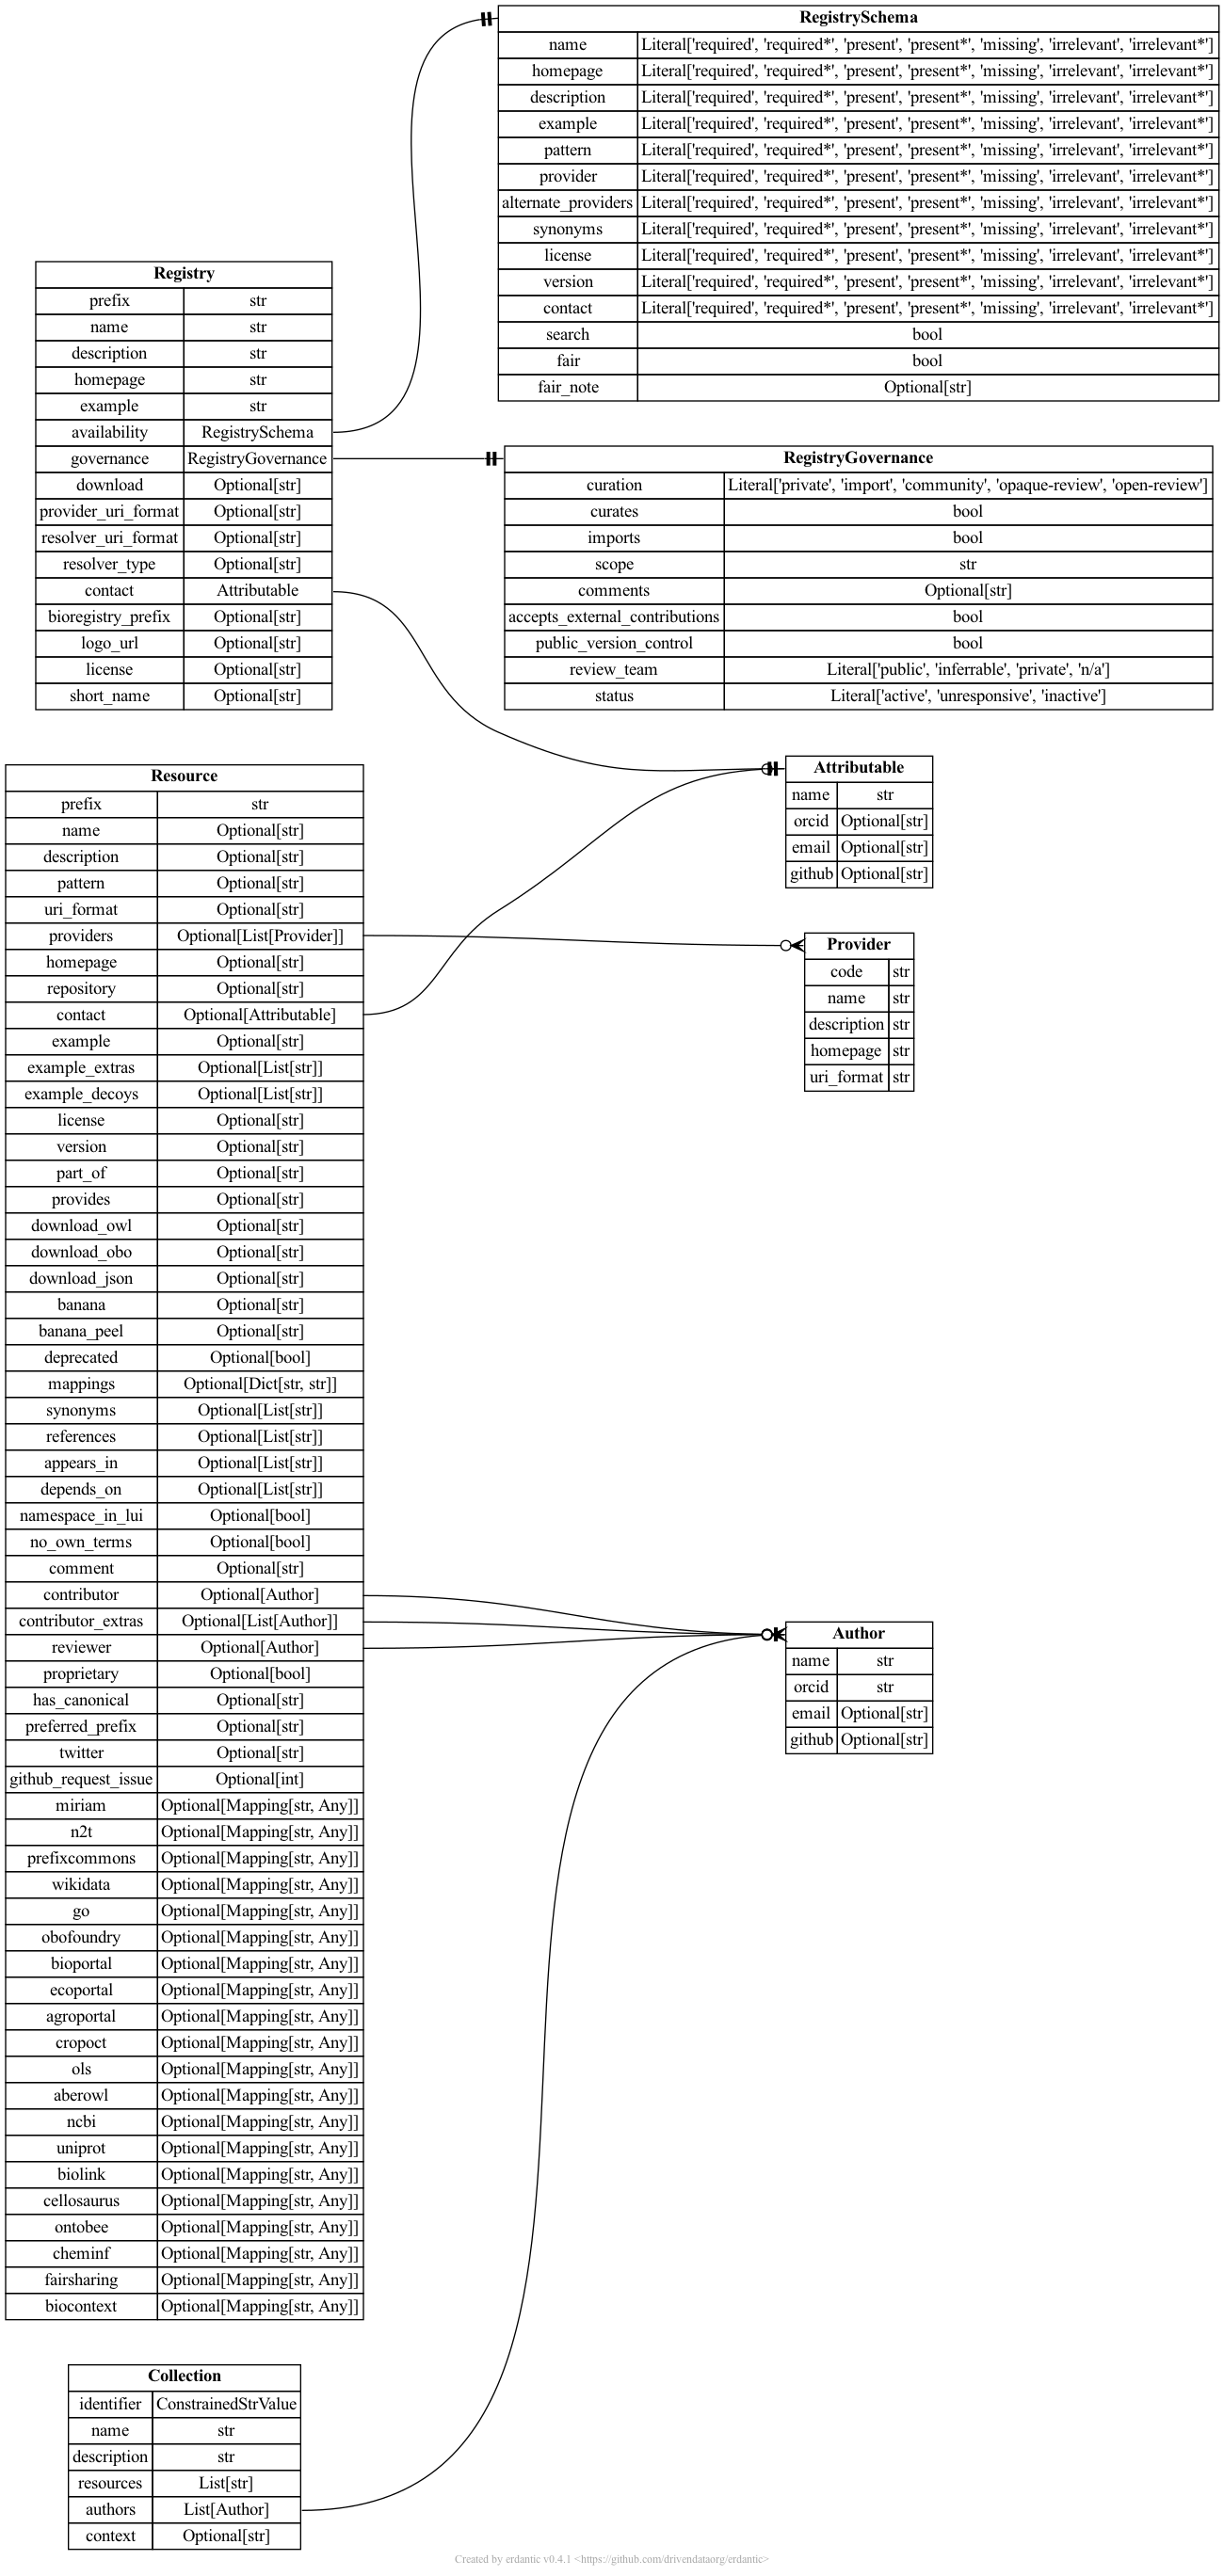 RegistrySchema
name Literal['required', 'required*', 'present', 'present*', 'missing', 'irrelevant', 'irrelevant*']
homepage Literal['required', 'required*', 'present', 'present*', 'missing', 'irrelevant', 'irrelevant*']
description Literal['required', 'required*', 'present', 'present*', 'missing', 'irrelevant', 'irrelevant*']
example Literal['required', 'required*', 'present', 'present*', 'missing', 'irrelevant', 'irrelevant*']
pattern Literal['required', 'required*', 'present', 'present*', 'missing', 'irrelevant', 'irrelevant*']
provider Literal['required', 'required*', 'present', 'present*', 'missing', 'irrelevant', 'irrelevant*']
alternate_providers Literal['required', 'required*', 'present', 'present*', 'missing', 'irrelevant', 'irrelevant*']
synonyms Literal['required', 'required*', 'present', 'present*', 'missing', 'irrelevant', 'irrelevant*']
license Literal['required', 'required*', 'present', 'present*', 'missing', 'irrelevant', 'irrelevant*']
version Literal['required', 'required*', 'present', 'present*', 'missing', 'irrelevant', 'irrelevant*']
contact Literal['required', 'required*', 'present', 'present*', 'missing', 'irrelevant', 'irrelevant*']
search bool
fair bool
fair_note Optional[str]
Registry
prefix str
name str
description str
homepage str
example str
availability RegistrySchema
governance RegistryGovernance
download Optional[str]
provider_uri_format Optional[str]
resolver_uri_format Optional[str]
resolver_type Optional[str]
contact Attributable
bioregistry_prefix Optional[str]
logo_url Optional[str]
license Optional[str]
short_name Optional[str]
RegistryGovernance
curation Literal['private', 'import', 'community', 'opaque-review', 'open-review']
curates bool
imports bool
scope str
comments Optional[str]
accepts_external_contributions bool
public_version_control bool
review_team Literal['public', 'inferrable', 'private', 'n/a']
status Literal['active', 'unresponsive', 'inactive']
Attributable
name str
orcid Optional[str]
email Optional[str]
github Optional[str]
Provider
code str
name str
description str
homepage str
uri_format str
Resource
prefix str
name Optional[str]
description Optional[str]
pattern Optional[str]
uri_format Optional[str]
providers Optional[List[Provider]]
homepage Optional[str]
repository Optional[str]
contact Optional[Attributable]
example Optional[str]
example_extras Optional[List[str]]
example_decoys Optional[List[str]]
license Optional[str]
version Optional[str]
part_of Optional[str]
provides Optional[str]
download_owl Optional[str]
download_obo Optional[str]
download_json Optional[str]
banana Optional[str]
banana_peel Optional[str]
deprecated Optional[bool]
mappings Optional[Dict[str, str]]
synonyms Optional[List[str]]
references Optional[List[str]]
appears_in Optional[List[str]]
depends_on Optional[List[str]]
namespace_in_lui Optional[bool]
no_own_terms Optional[bool]
comment Optional[str]
contributor Optional[Author]
contributor_extras Optional[List[Author]]
reviewer Optional[Author]
proprietary Optional[bool]
has_canonical Optional[str]
preferred_prefix Optional[str]
twitter Optional[str]
github_request_issue Optional[int]
miriam Optional[Mapping[str, Any]]
n2t Optional[Mapping[str, Any]]
prefixcommons Optional[Mapping[str, Any]]
wikidata Optional[Mapping[str, Any]]
go Optional[Mapping[str, Any]]
obofoundry Optional[Mapping[str, Any]]
bioportal Optional[Mapping[str, Any]]
ecoportal Optional[Mapping[str, Any]]
agroportal Optional[Mapping[str, Any]]
cropoct Optional[Mapping[str, Any]]
ols Optional[Mapping[str, Any]]
aberowl Optional[Mapping[str, Any]]
ncbi Optional[Mapping[str, Any]]
uniprot Optional[Mapping[str, Any]]
biolink Optional[Mapping[str, Any]]
cellosaurus Optional[Mapping[str, Any]]
ontobee Optional[Mapping[str, Any]]
cheminf Optional[Mapping[str, Any]]
fairsharing Optional[Mapping[str, Any]]
biocontext Optional[Mapping[str, Any]]
Author
name str
orcid str
email Optional[str]
github Optional[str]
Collection
identifier ConstrainedStrValue
name str
description str
resources List[str]
authors List[Author]
context Optional[str]
Created by erdantic v0.4.1 <https://github.com/drivendataorg/erdantic>